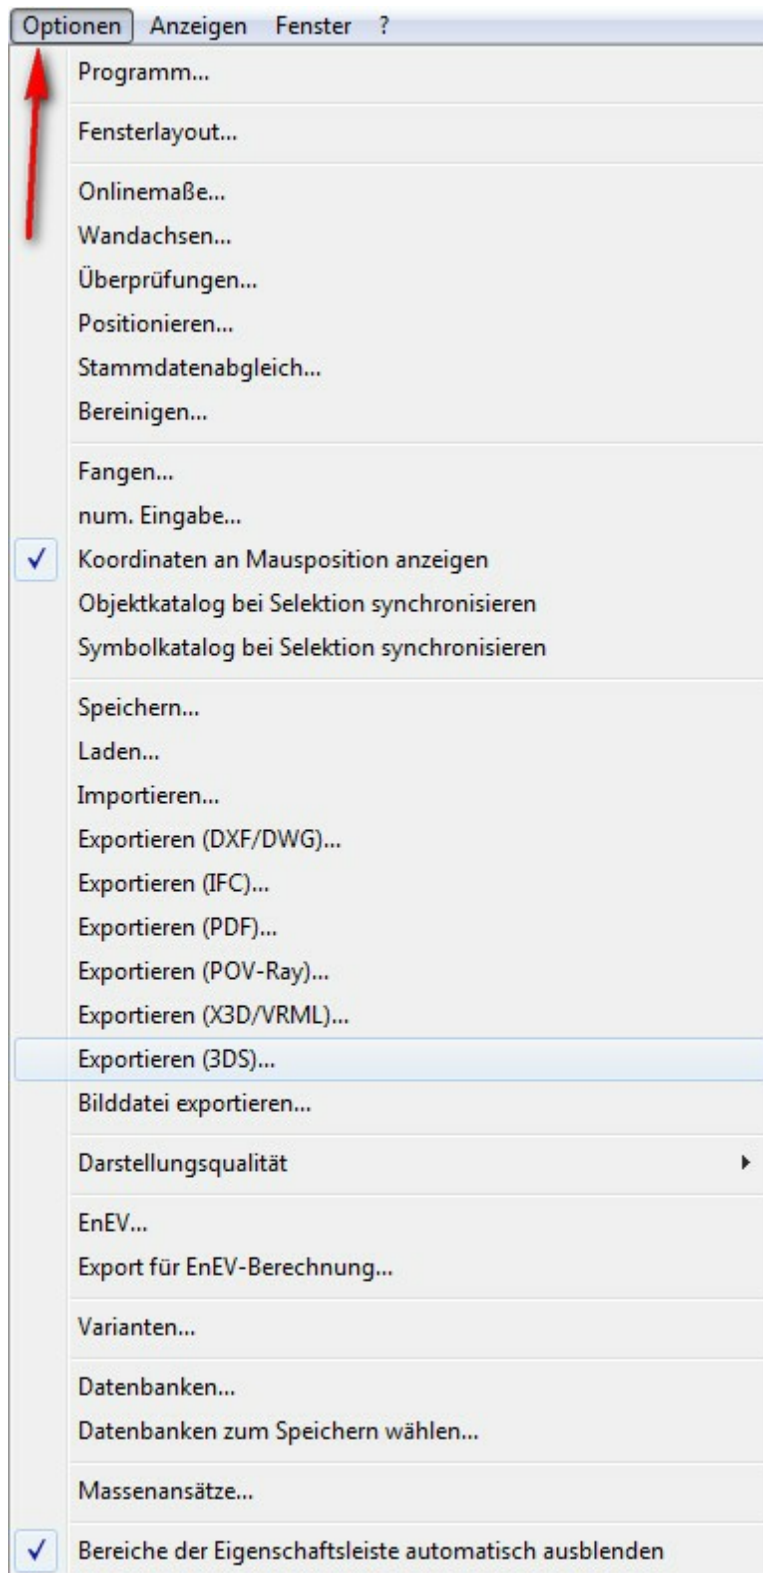 Optionen Anzeigen Fenster ?
Programm...
Fensterlayout...
Onlinemaße...
Wandachsen...
Überprüfungen...
Positionieren...
Stammdatenabgleich...
Bereinigen...
Fangen...
num. Eingabe...
Koordinaten an Mausposition anzeigen
Objektkatalog bei Selektion synchronisieren
Symbolkatalog bei Selektion synchronisieren
Speichern...
Laden...
Importieren...
Exportieren (DXF/DWG)...
Exportieren (IFC)...
Exportieren (PDF)...
Exportieren (POV-Ray)...
Exportieren (X3D/VRML)...
Exportieren (3DS)...
Bilddatei exportieren...
Darstellungsqualität
EnEV...
Export für EnEV-Berechnung...
Varianten...
Datenbanken...
Datenbanken zum Speichern wählen...
Massenansätze...
Bereiche der Eigenschaftsleiste automatisch ausblenden